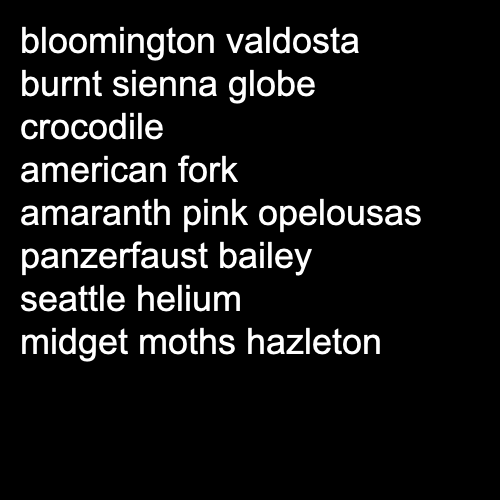 bloomington valdosta
burnt sienna globe
crocodile
american fork
amaranth pink opelousas
panzerfaust bailey
seattle helium
midget moths hazleton